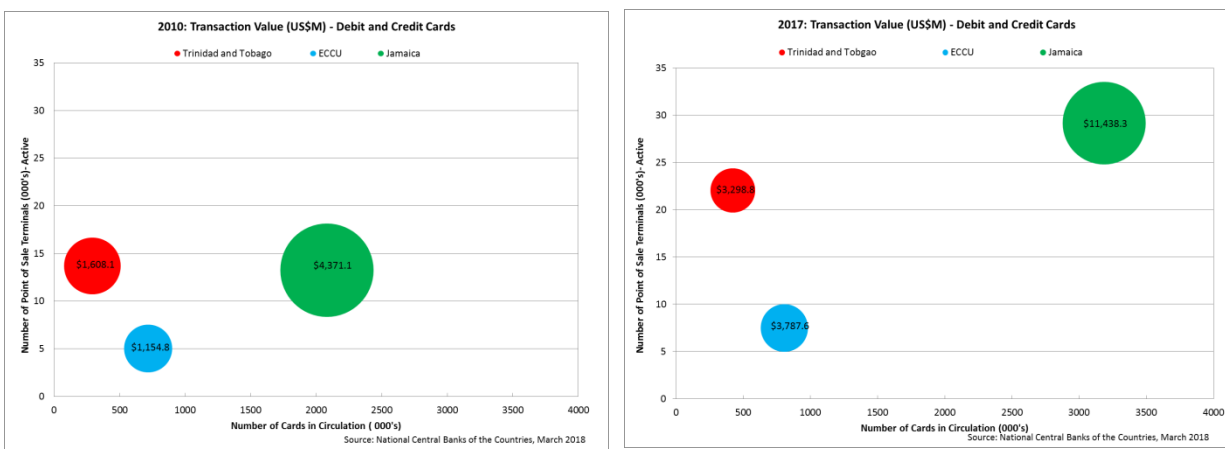 2010: Transaction Value (US$M) - Debit and Credit Cards
Trinidad and Tobago ECCU Jamaica
Number of Point of Sale Terminals (000's)- Active
35
30
25
20
15
10
5
0
$1,608.1
$4,371.1
$1,154.8
0 500 1000 1500 2000 2500 3000 3500 4000
Number of Cards in Circulation ( 000's)
Source: National Central Banks of the Countries, March 2018
2017: Transaction Value (US$M) - Debit and Credit Cards
Trinidad and Tobgao ECCU Jamaica
Number of Point of Sale Terminals (000's)- Active
35
30
25
20
15
10
5
0
$11,438.3
$3,298.8
$3,787.6
0 500 1000 1500 2000 2500 3000 3500 4000
Number of Cards in Circulation (000's)
Source: National Central Banks of the Countries, March 2018